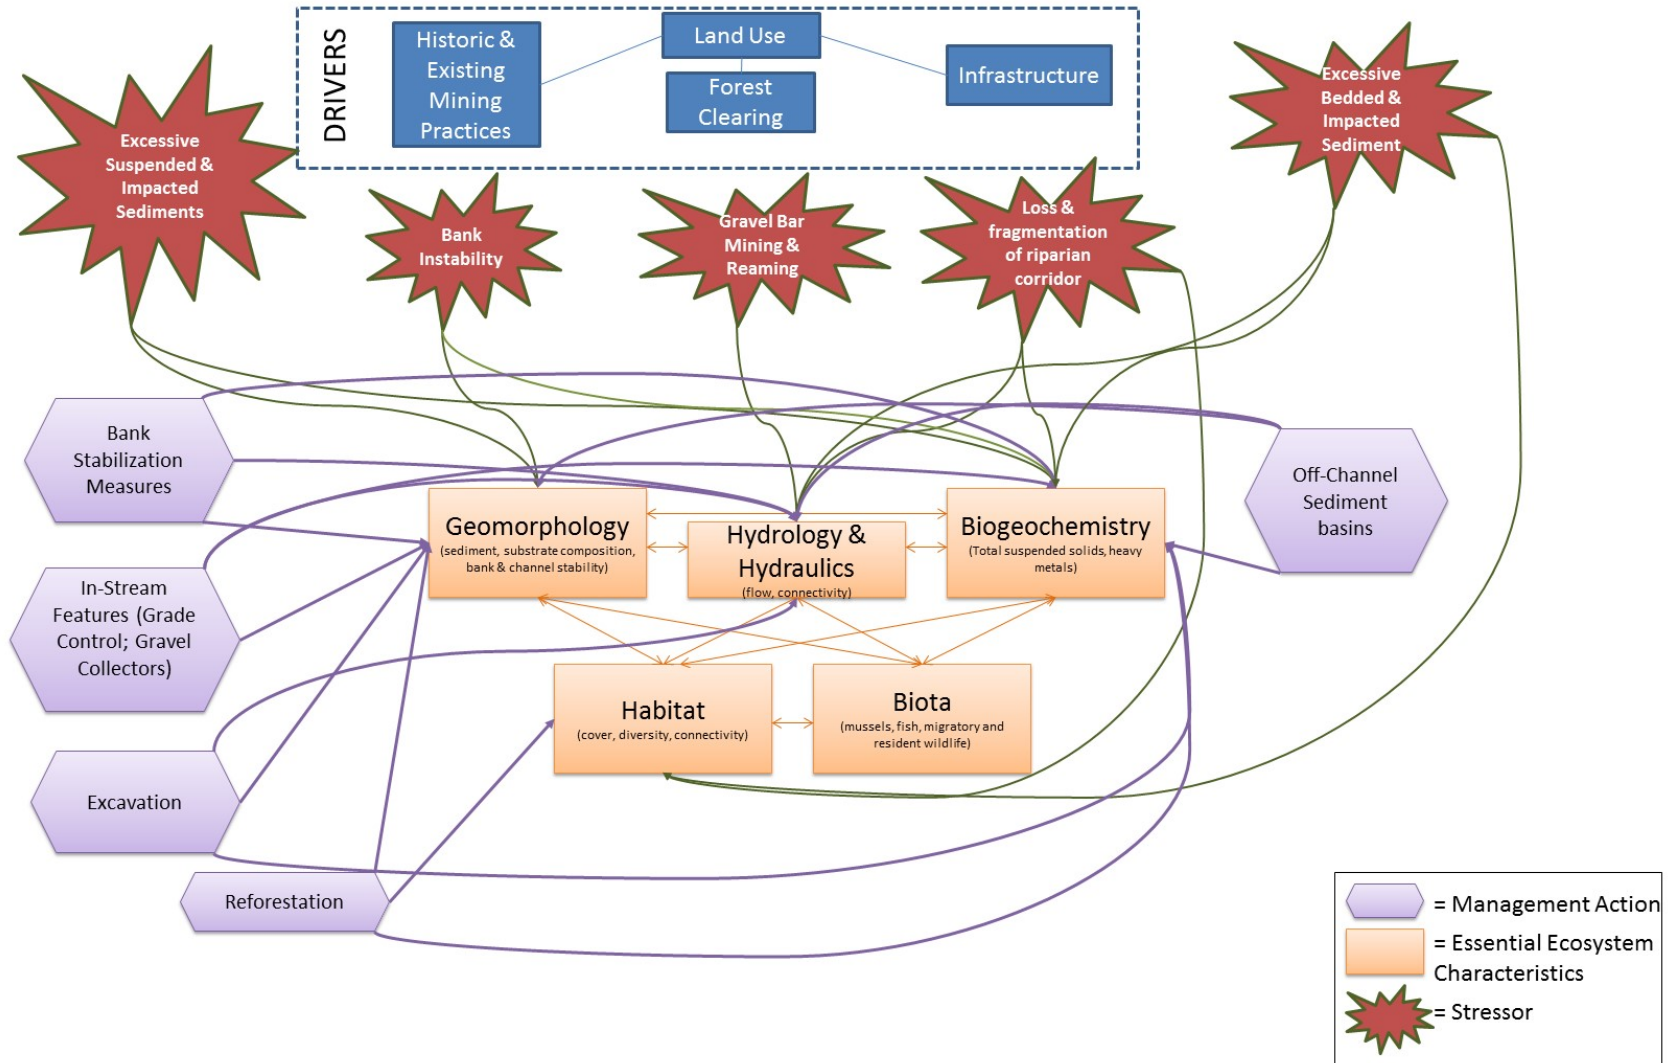 DRIVERS
Historic &
Existing
Mining
Practices
Land Use
Forest
Clearing
Infrastructure
Excessive
Suspended &
Impacted
Sediments
Bank
Instability
Gravel Bar
Mining &
Reaming
Loss &
fragmentation
of riparian
corridor
Excessive
Bedded &
Impacted
Sediment
Bank
Stabilization
Measures
In-Stream
Features (Grade
Control; Gravel
Collectors)
Excavation
Reforestation
Off-Channel
Sediment
basins
Geomorphology
(sediment, substrate composition,
bank & channel stability)
Hydrology &
Hydraulics
(flow, connectivity)
Biogeochemistry
(Total suspended solids, heavy
metals)
Habitat
(cover, diversity, connectivity)
Biota
(mussels, fish, migratory and
resident wildlife)
= Management Action
= Essential Ecosystem
Characteristics
= Stressor